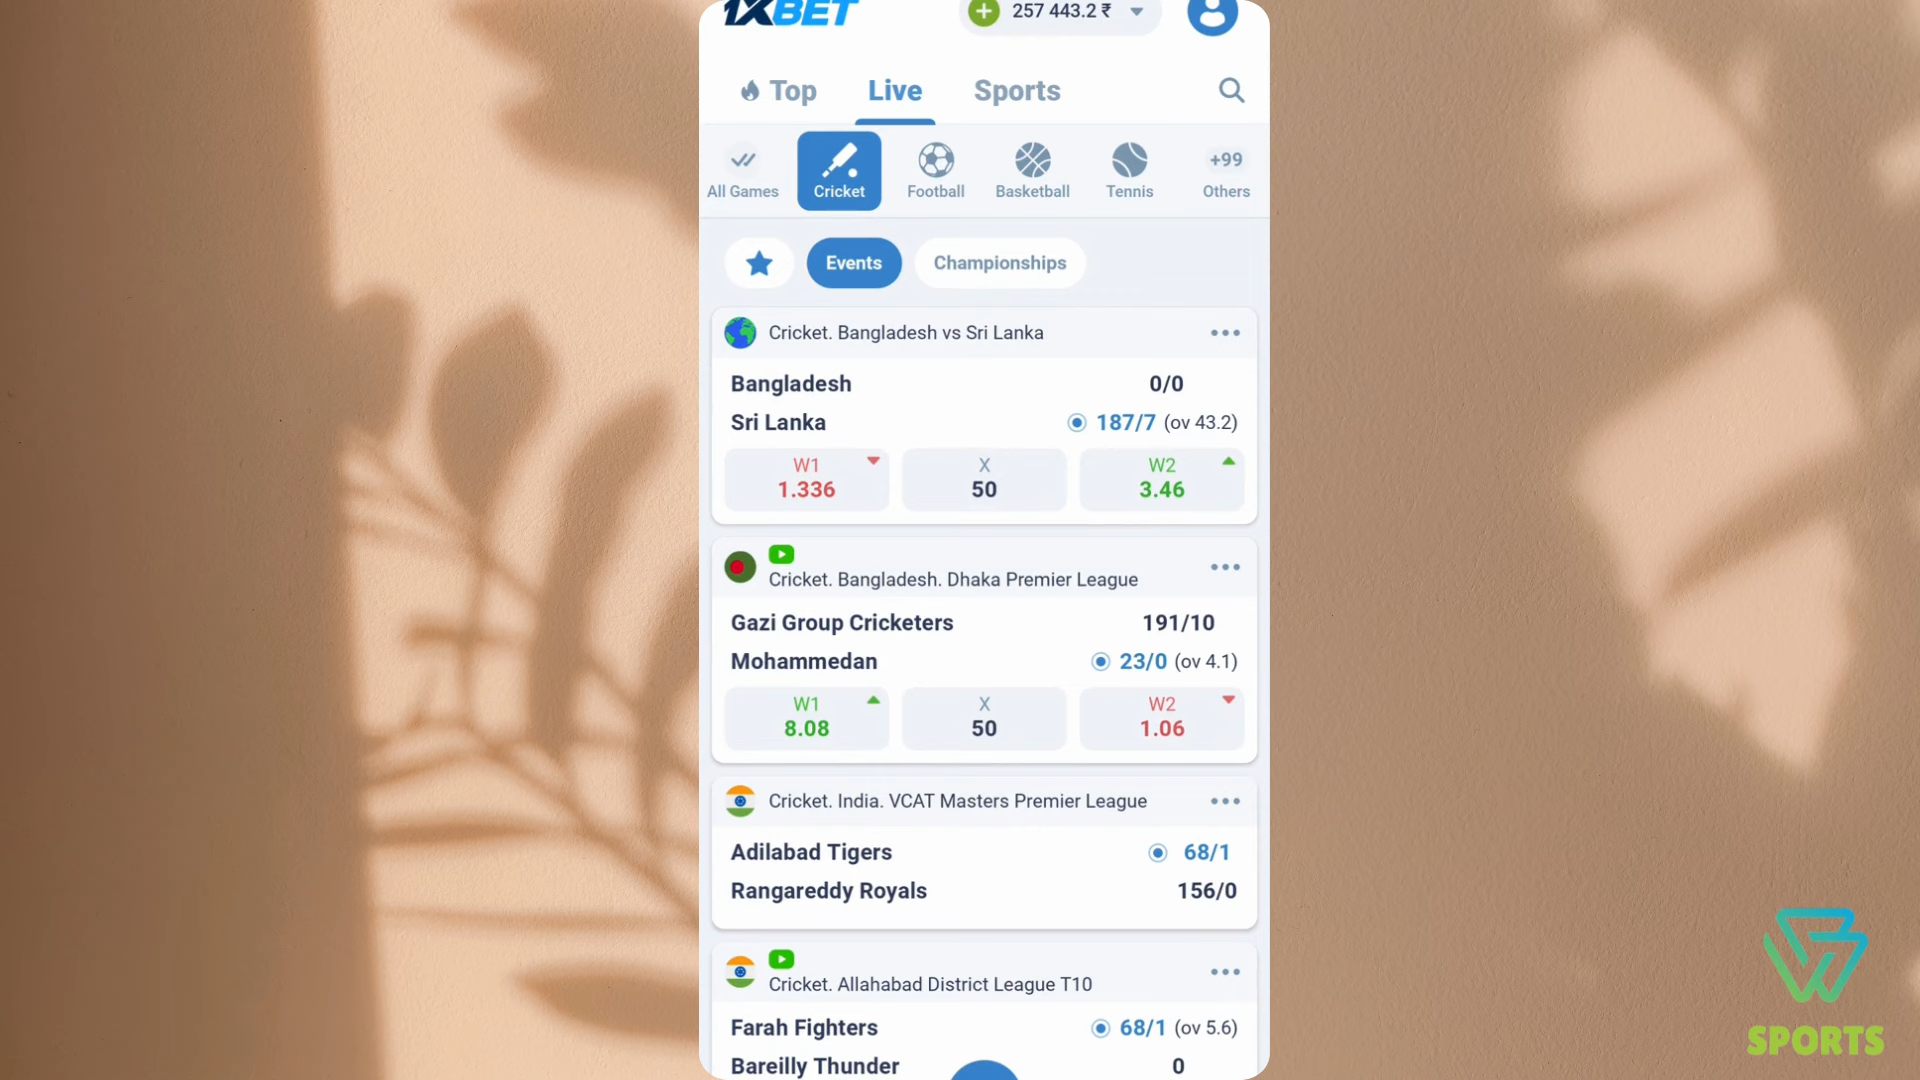 1XBET
257 443.2 ₹
Top
Live
Sports
All Games
Cricket
Football
Basketball
Tennis
+99
Others
Events
Championships
Cricket. Bangladesh vs Sri Lanka
Bangladesh 0/0
Sri Lanka 187/7 (ov 43.2)
W1 X W2
1.336 50 3.46
Cricket. Bangladesh. Dhaka Premier League
Gazi Group Cricketers 191/10
Mohammedan 23/0 (ov 4.1)
W1 X W2
8.08 50 1.06
Cricket. India. VCAT Masters Premier League
Adilabad Tigers 68/1
Rangareddy Royals 156/0
Cricket. Allahabad District League T10
Farah Fighters 68/1 (ov 5.6)
Bareilly Thunder 0
SPORTS